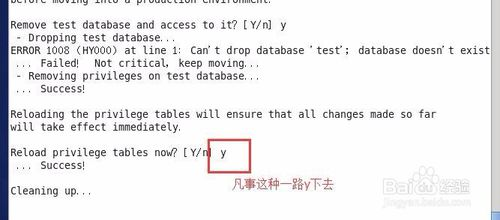 before moving into a production environment.
Remove test database and access to it? [Y/n] y
- Dropping test database...
ERROR 1008 (HY000) at line 1: Can't drop database 'test'; database doesn't exist
... Failed!  Not critical, keep moving...
- Removing privileges on test database...
... Success!
Reloading the privilege tables will ensure that all changes made so far
will take effect immediately.
Reload privilege tables now? [Y/n] y
... Success!
凡事这种一路y下去
Cleaning up...
Bai 百度经验
jingyan.baidu.com